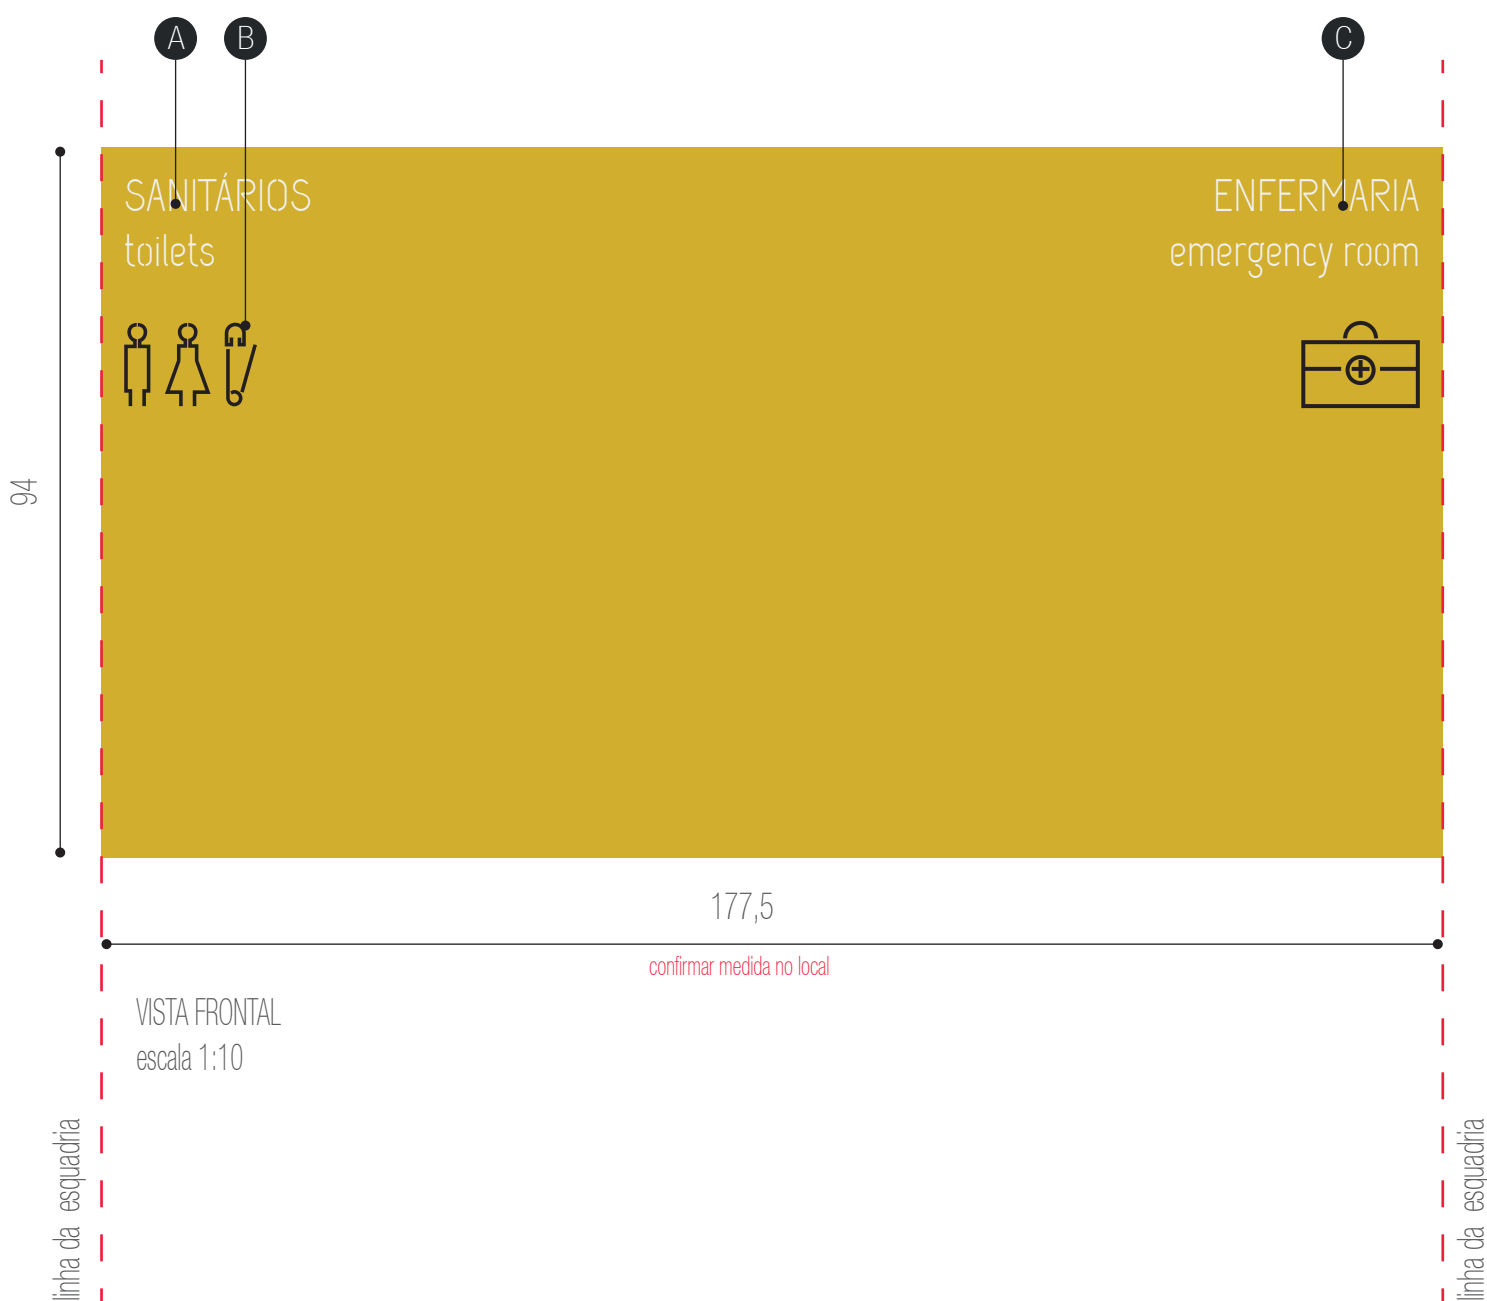 A
B
C
SANITÁRIOS
toilets
ENFERMARIA
emergency room
94
177,5
confirmar medida no local
VISTA FRONTAL
escala 1:10
linha da esquadria
linha da esquadria